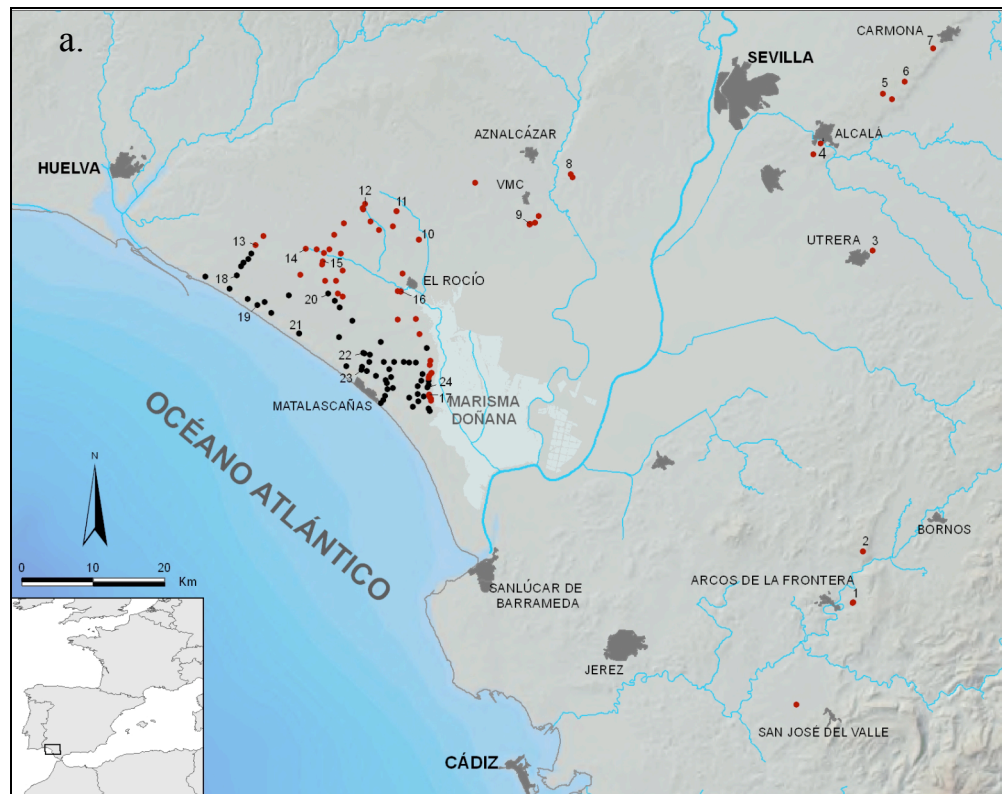 a.
CARMONA
7
SEVILLA
6
5
ALCALÁ
4
AZNALCÁZAR
8
HUELVA
VMC
12
11
9
10
UTRERA
3
13
14
15
EL ROCÍO
18
16
20
19
21
22
23
24
17
MATALASCAÑAS
MARISMA
DOÑANA
OCÉANO ATLÁNTICO
N
0 10 20
Km
BORNOS
2
SANLÚCAR DE
BARRAMEDA
ARCOS DE LA FRONTERA
1
JEREZ
SAN JOSÉ DEL VALLE
CÁDIZ